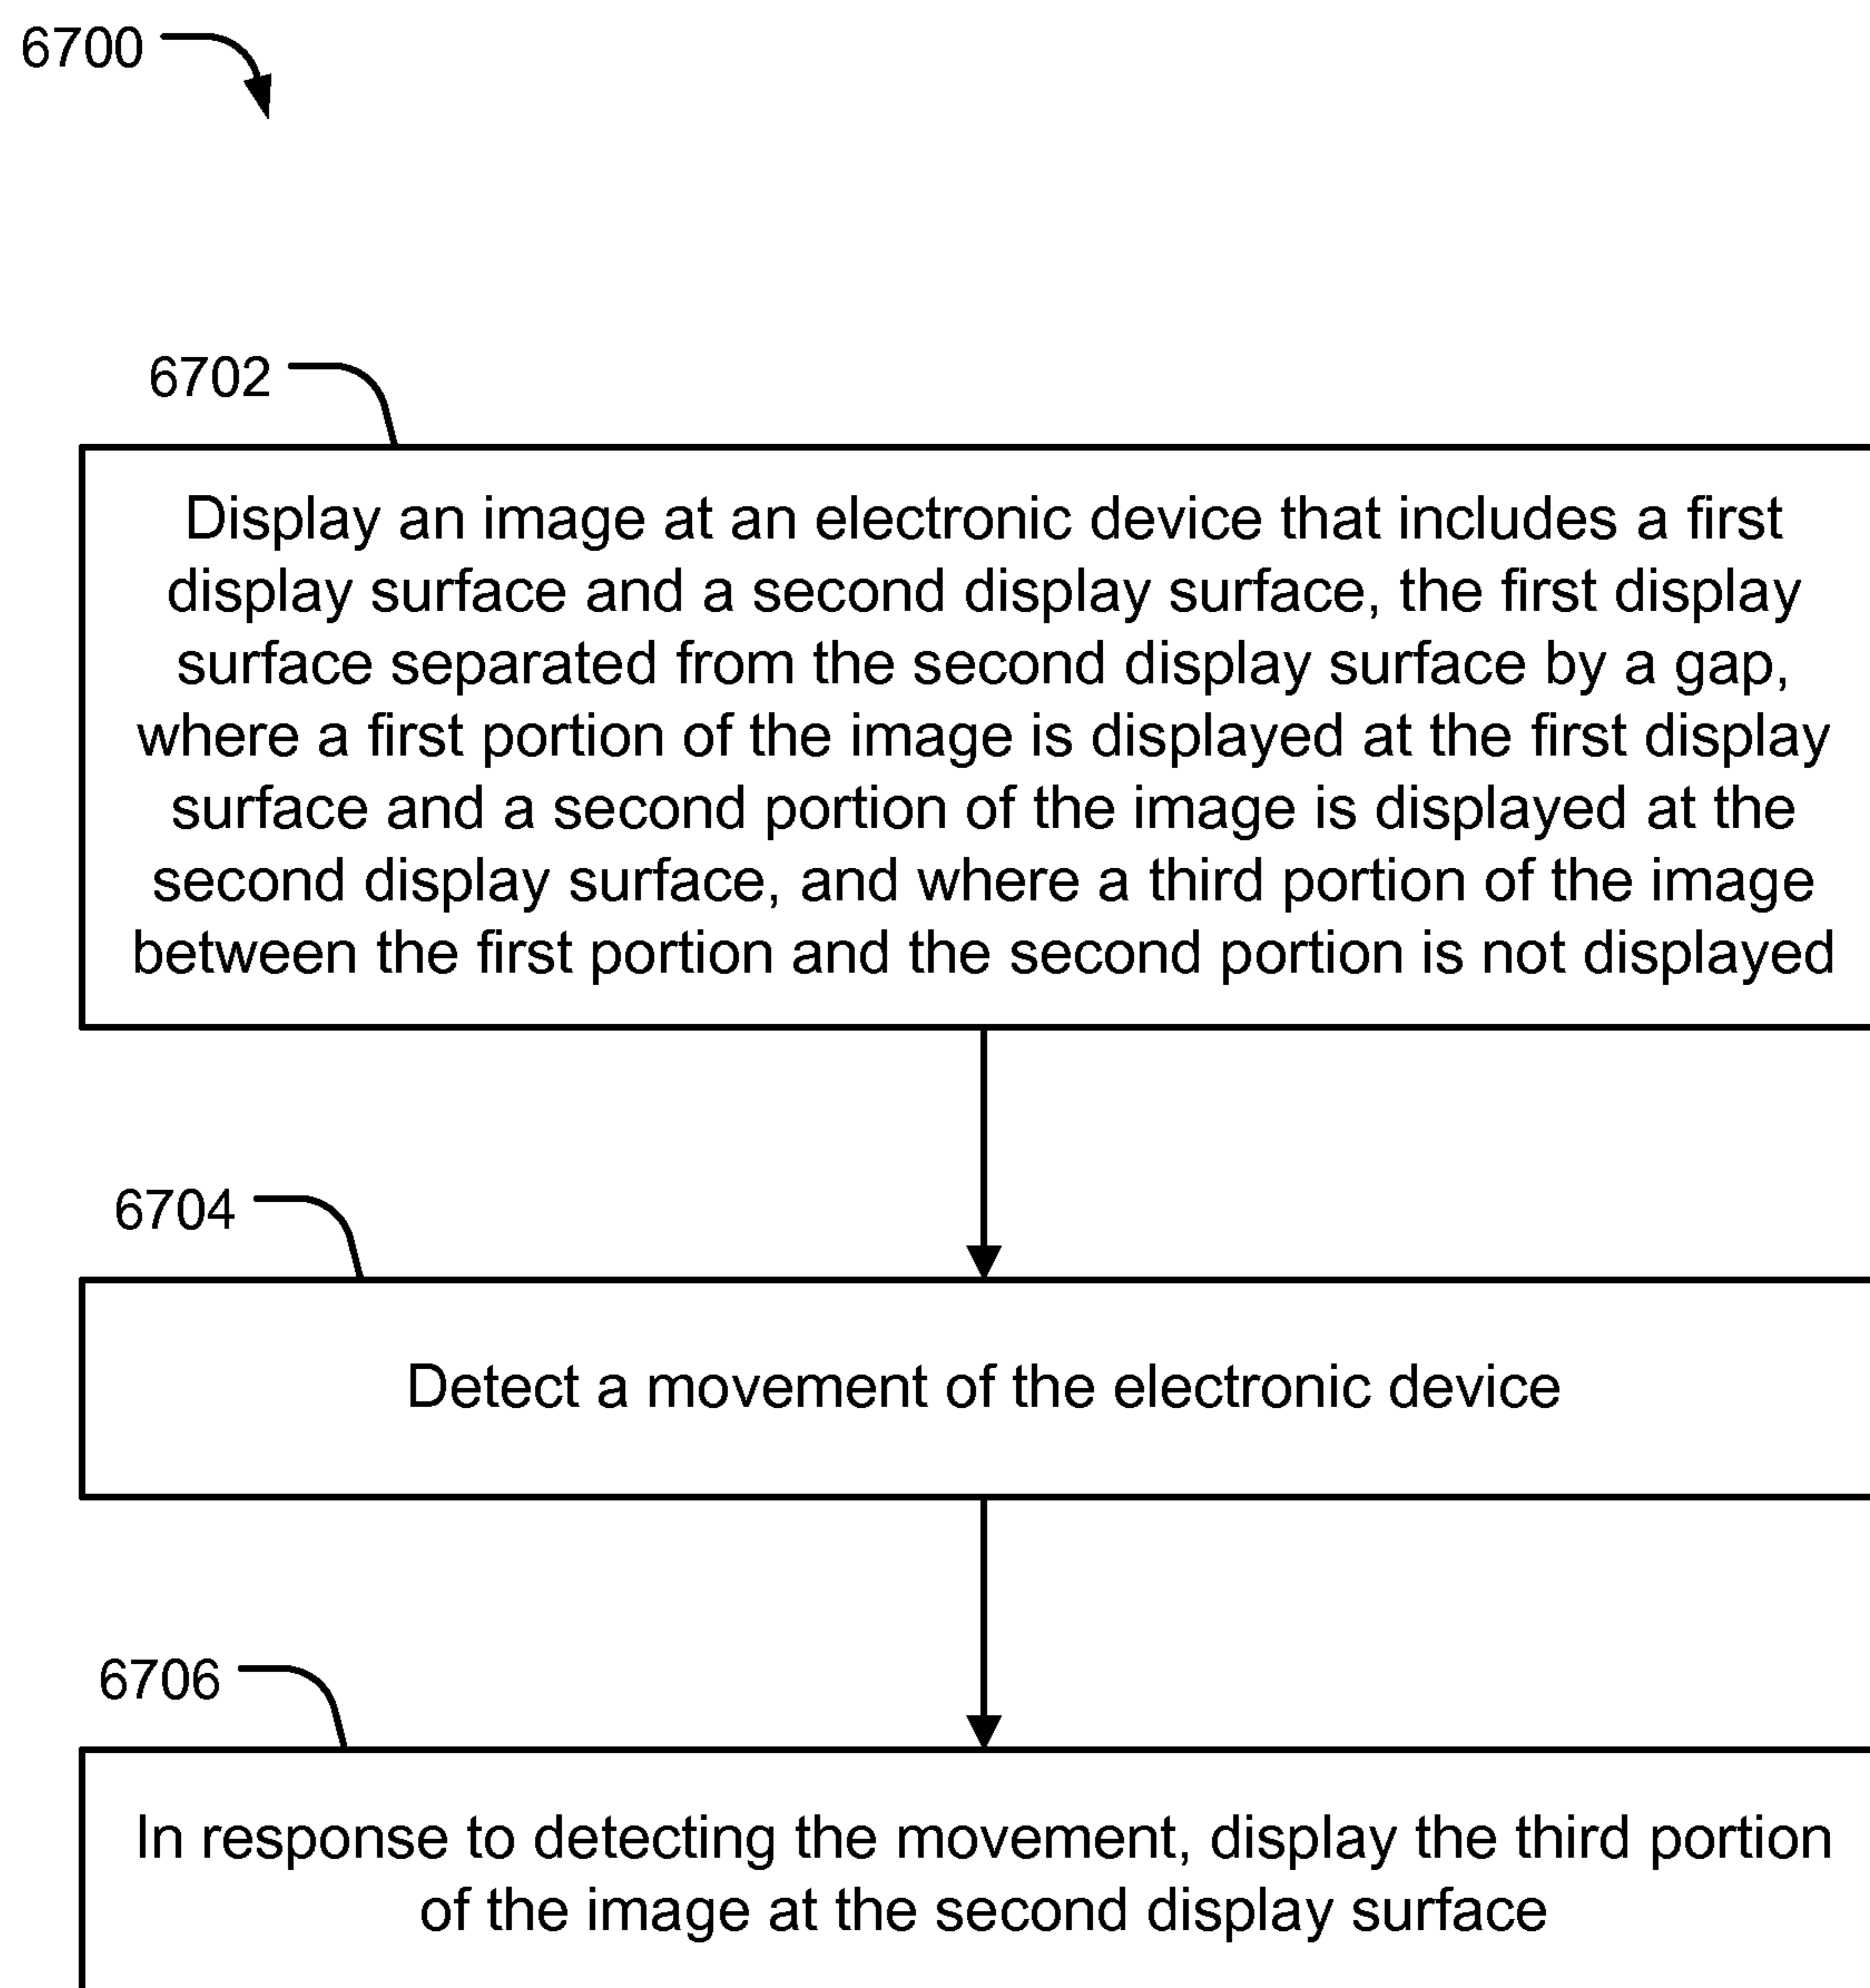 6700
6702
Display an image at an electronic device that includes a first
display surface and a second display surface, the first display
surface separated from the second display surface by a gap,
where a first portion of the image is displayed at the first display
surface and a second portion of the image is displayed at the
second display surface, and where a third portion of the image
between the first portion and the second portion is not displayed
6704
Detect a movement of the electronic device
6706
In response to detecting the movement, display the third portion
of the image at the second display surface